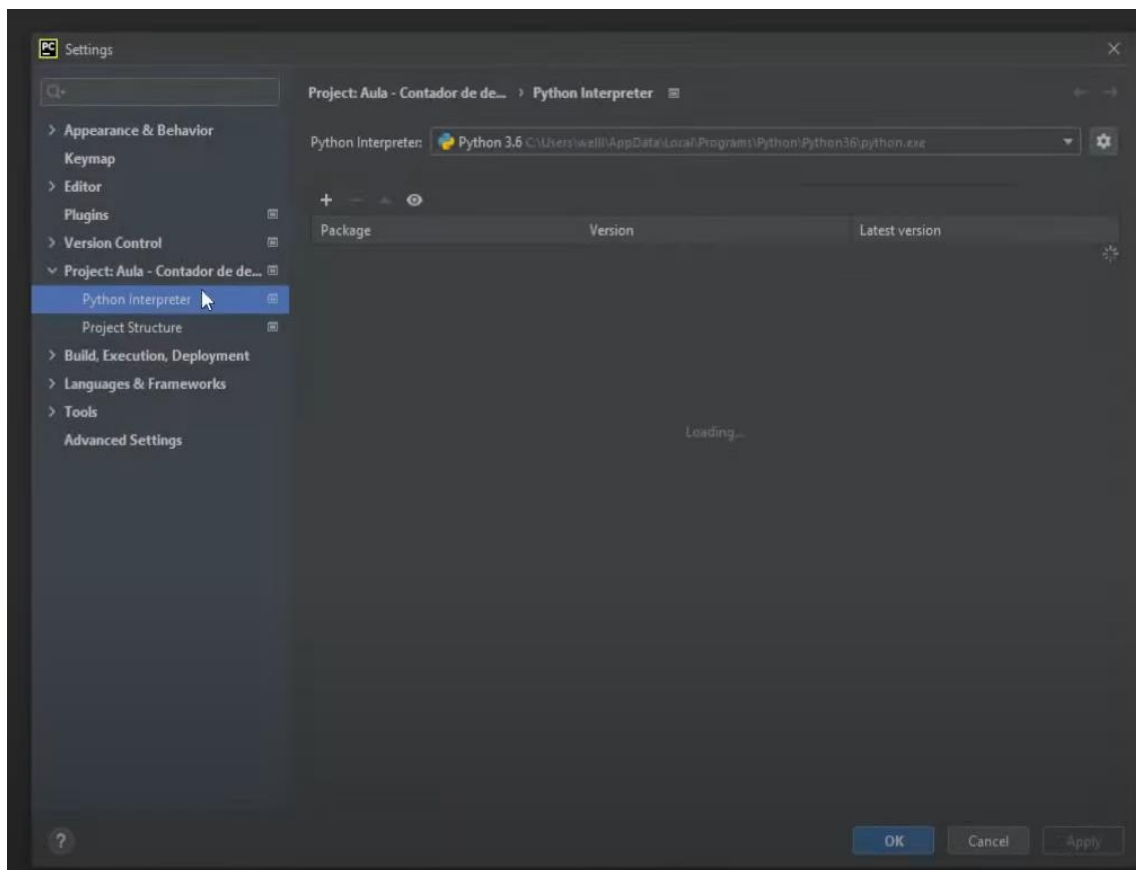 PC Settings
Project: Aula - Contador de de... › Python Interpreter
Appearance & Behavior
Keymap
Editor
Plugins
Version Control
Project: Aula - Contador de de...
Python Interpreter
Project Structure
Build, Execution, Deployment
Languages & Frameworks
Tools
Advanced Settings
Python Interpreter: Python 3.6 C:\Users\welli\AppData\Local\Programs\Python\Python36\python.exe
Package Version Latest version
Loading...
? OK Cancel Apply